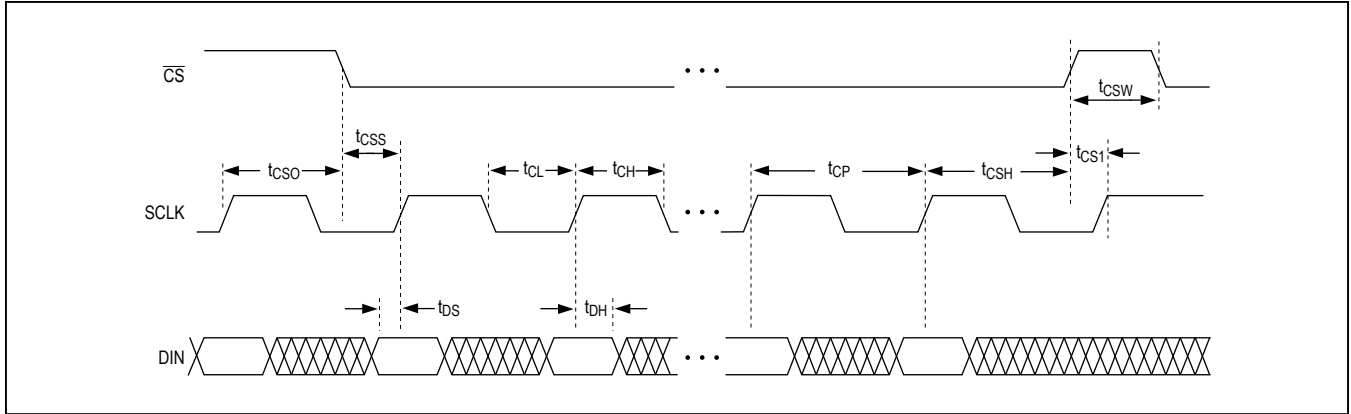 CS
tCSW
tCSS
tCS1
tCSO
tCL
tCH
tCP
tCSH
SCLK
tDS
tDH
DIN